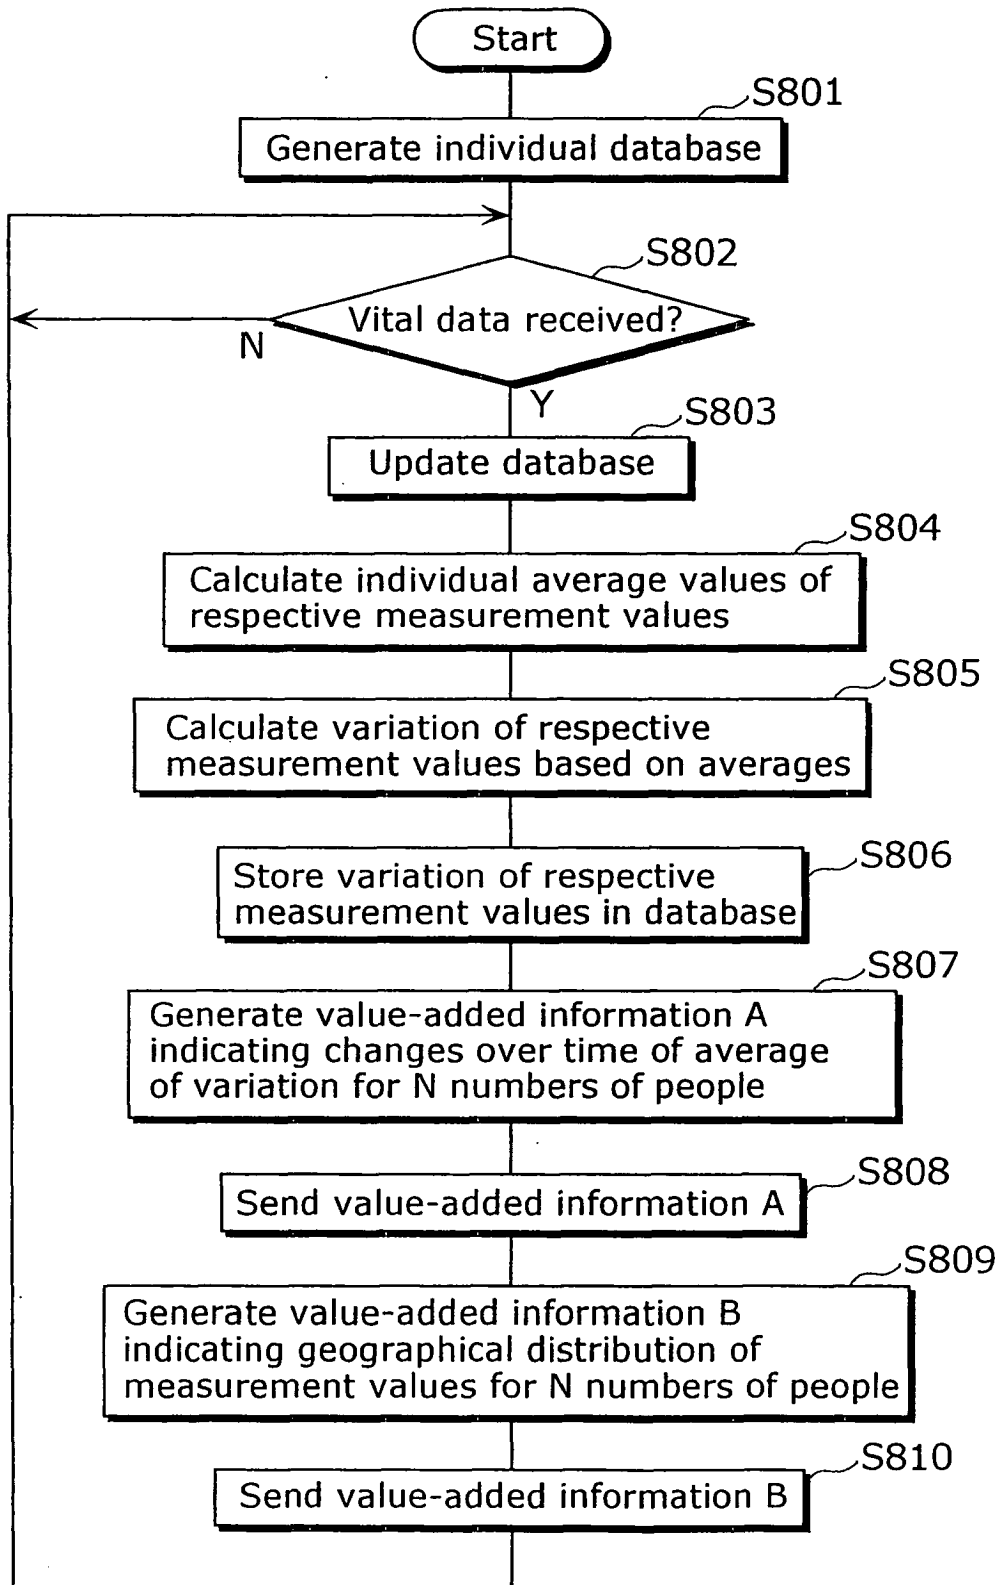 Start
S801
Generate individual database
S802
Vital data received?
N
Y
S803
Update database
S804
Calculate individual average values of
respective measurement values
S805
Calculate variation of respective
measurement values based on averages
S806
Store variation of respective
measurement values in database
S807
Generate value-added information A
indicating changes over time of average
of variation for N numbers of people
S808
Send value-added information A
S809
Generate value-added information B
indicating geographical distribution of
measurement values for N numbers of people
S810
Send value-added information B